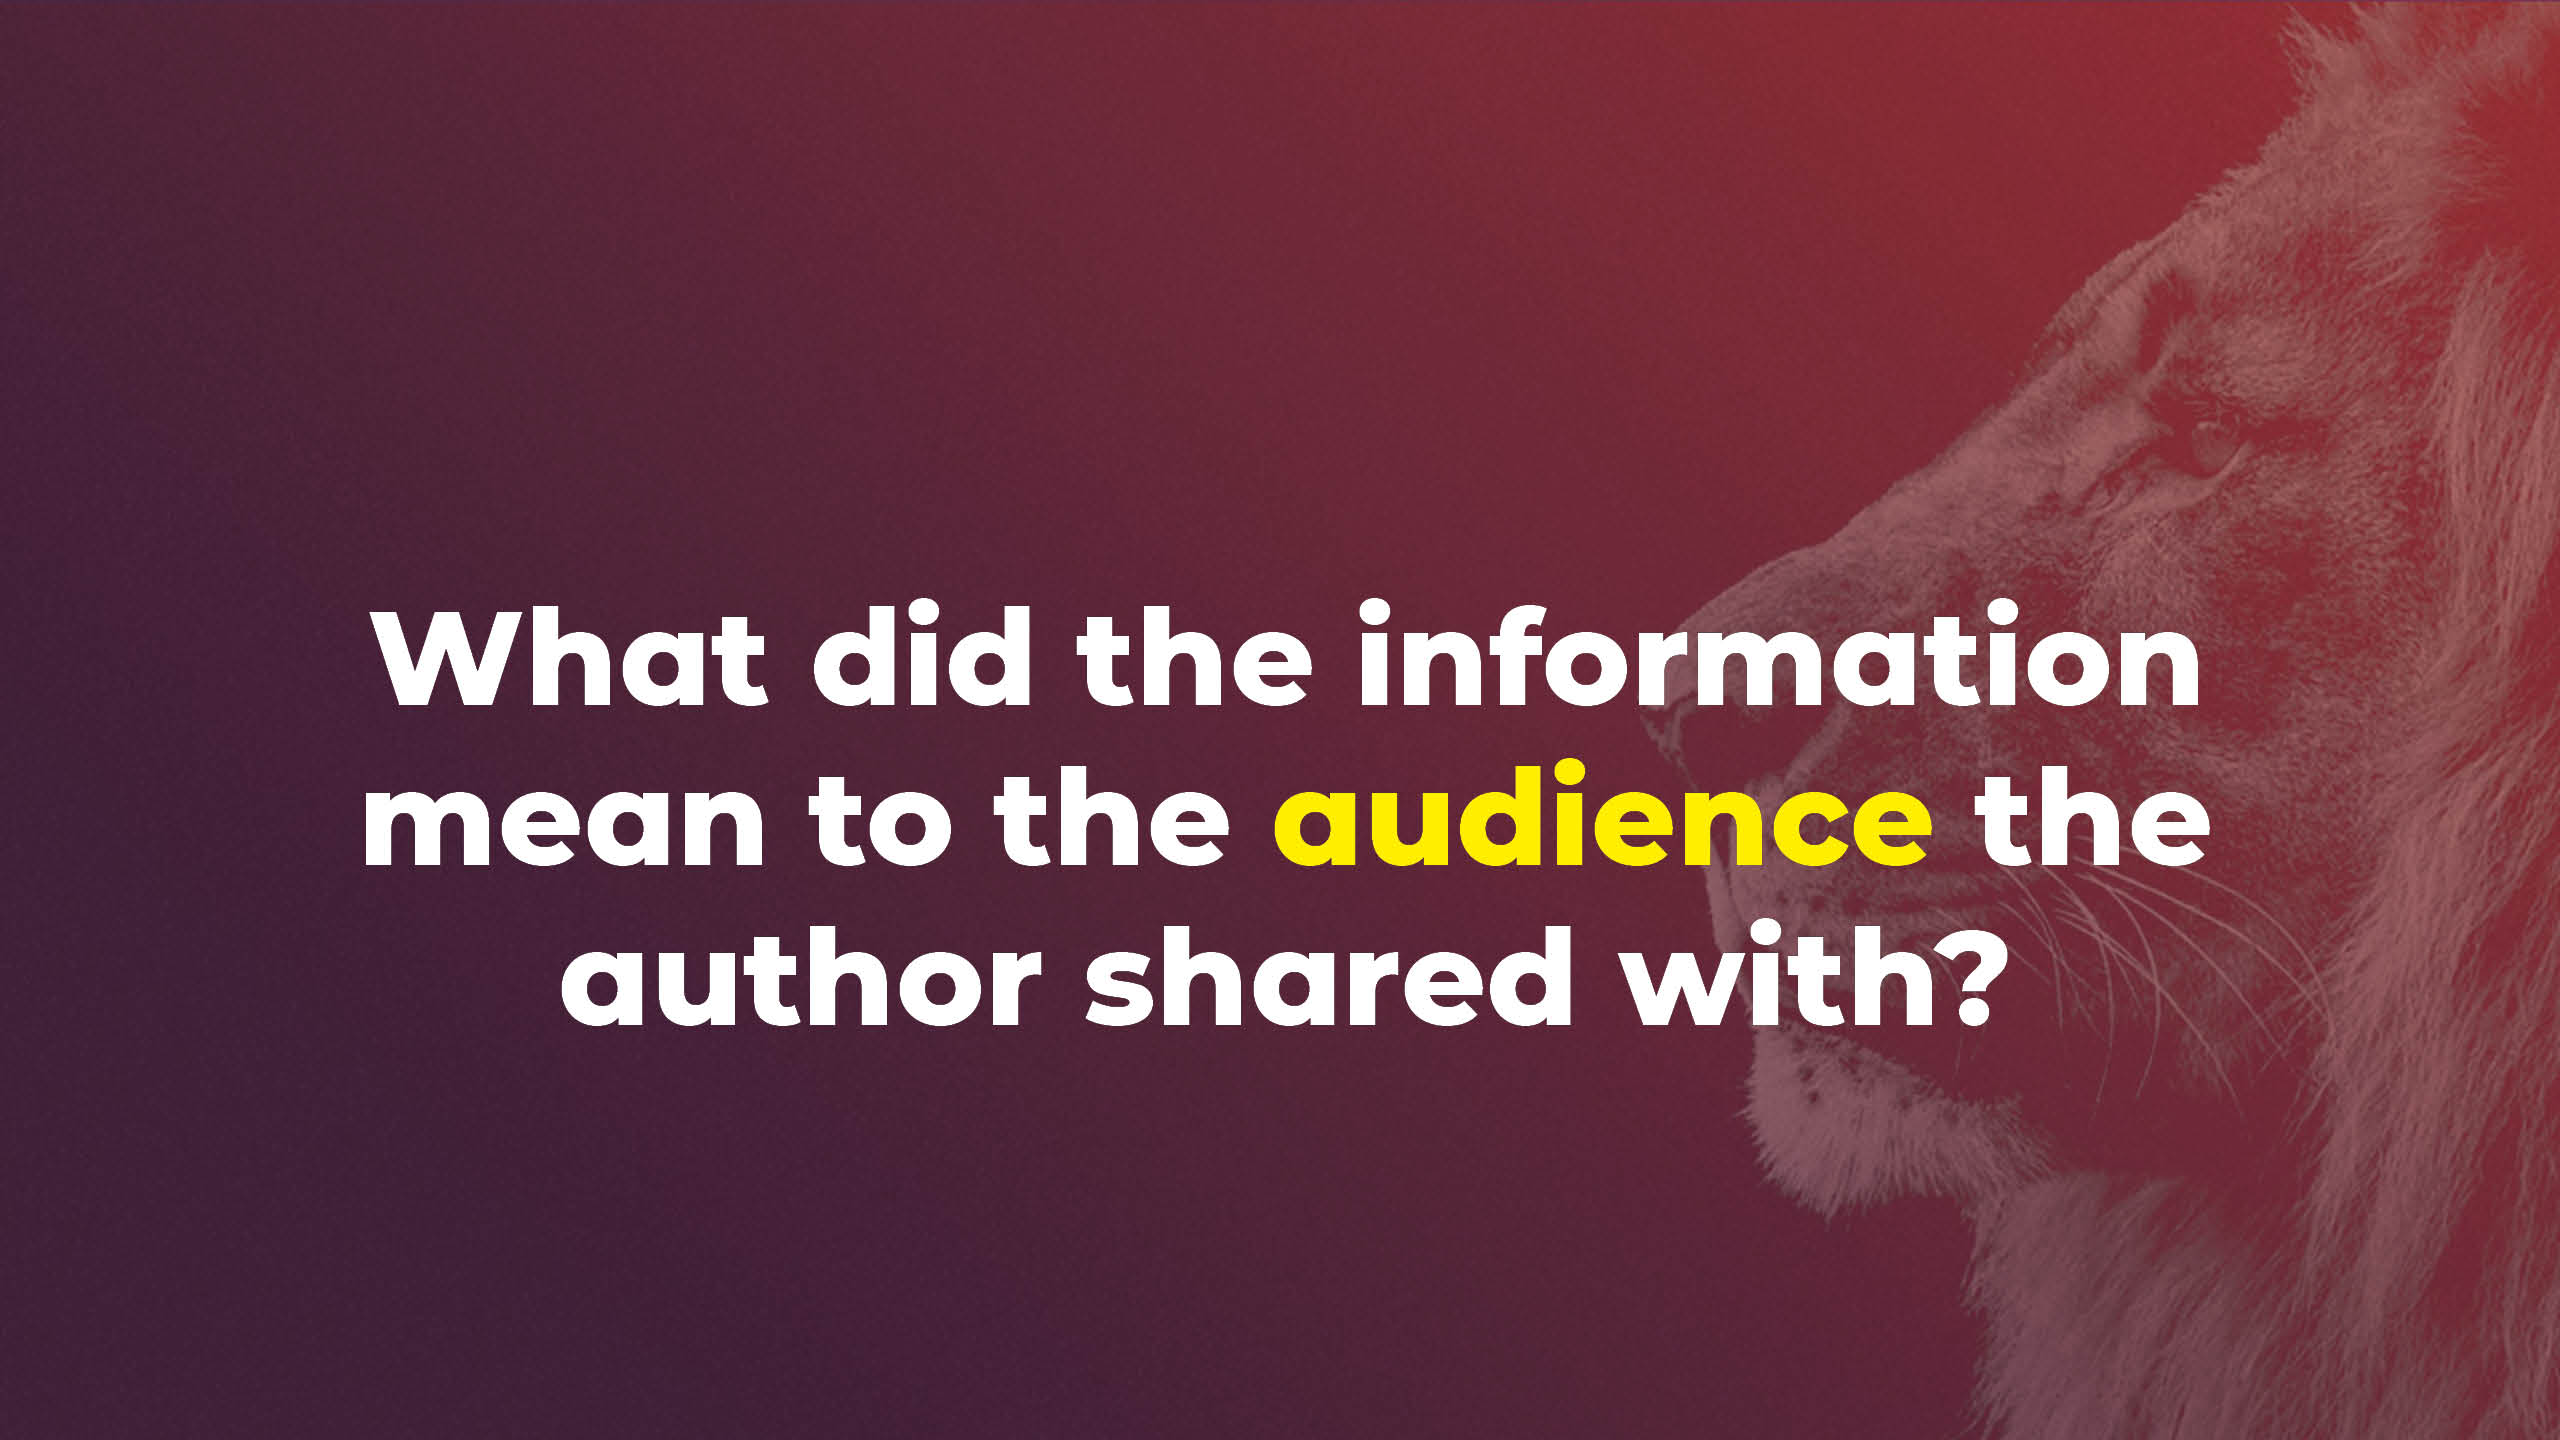 What did the information
mean to the audience the
author shared with?